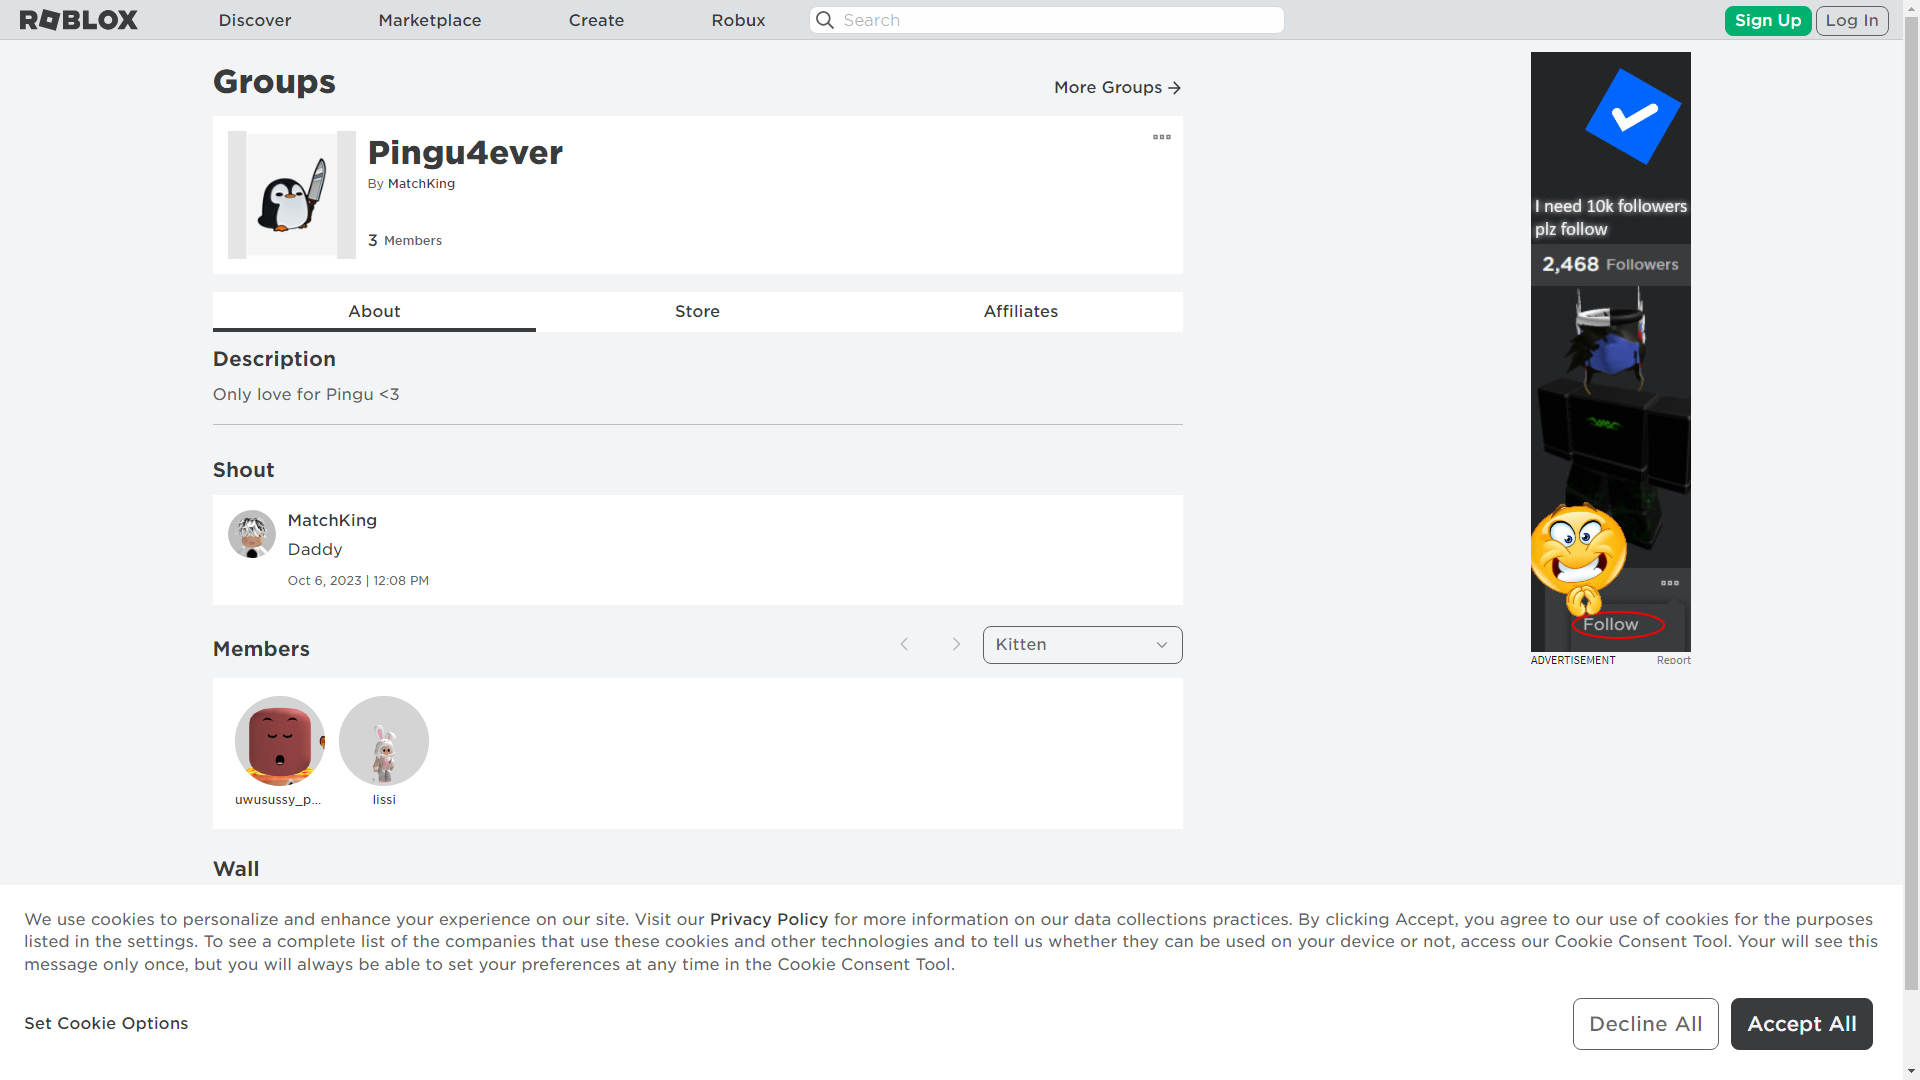 ROBLOX
Discover
Marketplace
Create
Robux
Search
Sign Up
Log In
Groups
More Groups
Pingu4ever
By MatchKing
3 Members
About
Store
Affiliates
Description
Only love for Pingu <3
Shout
MatchKing
Daddy
Oct 6, 2023 | 12:08 PM
Members
Kitten
uwusussy_p...
lissi
Wall
I need 10k followers
plz follow
2,468 Followers
Follow
ADVERTISEMENT
Report
We use cookies to personalize and enhance your experience on our site. Visit our Privacy Policy for more information on our data collections practices. By clicking Accept, you agree to our use of cookies for the purposes
listed in the settings. To see a complete list of the companies that use these cookies and other technologies and to tell us whether they can be used on your device or not, access our Cookie Consent Tool. Your will see this
message only once, but you will always be able to set your preferences at any time in the Cookie Consent Tool.
Set Cookie Options
Decline All
Accept All